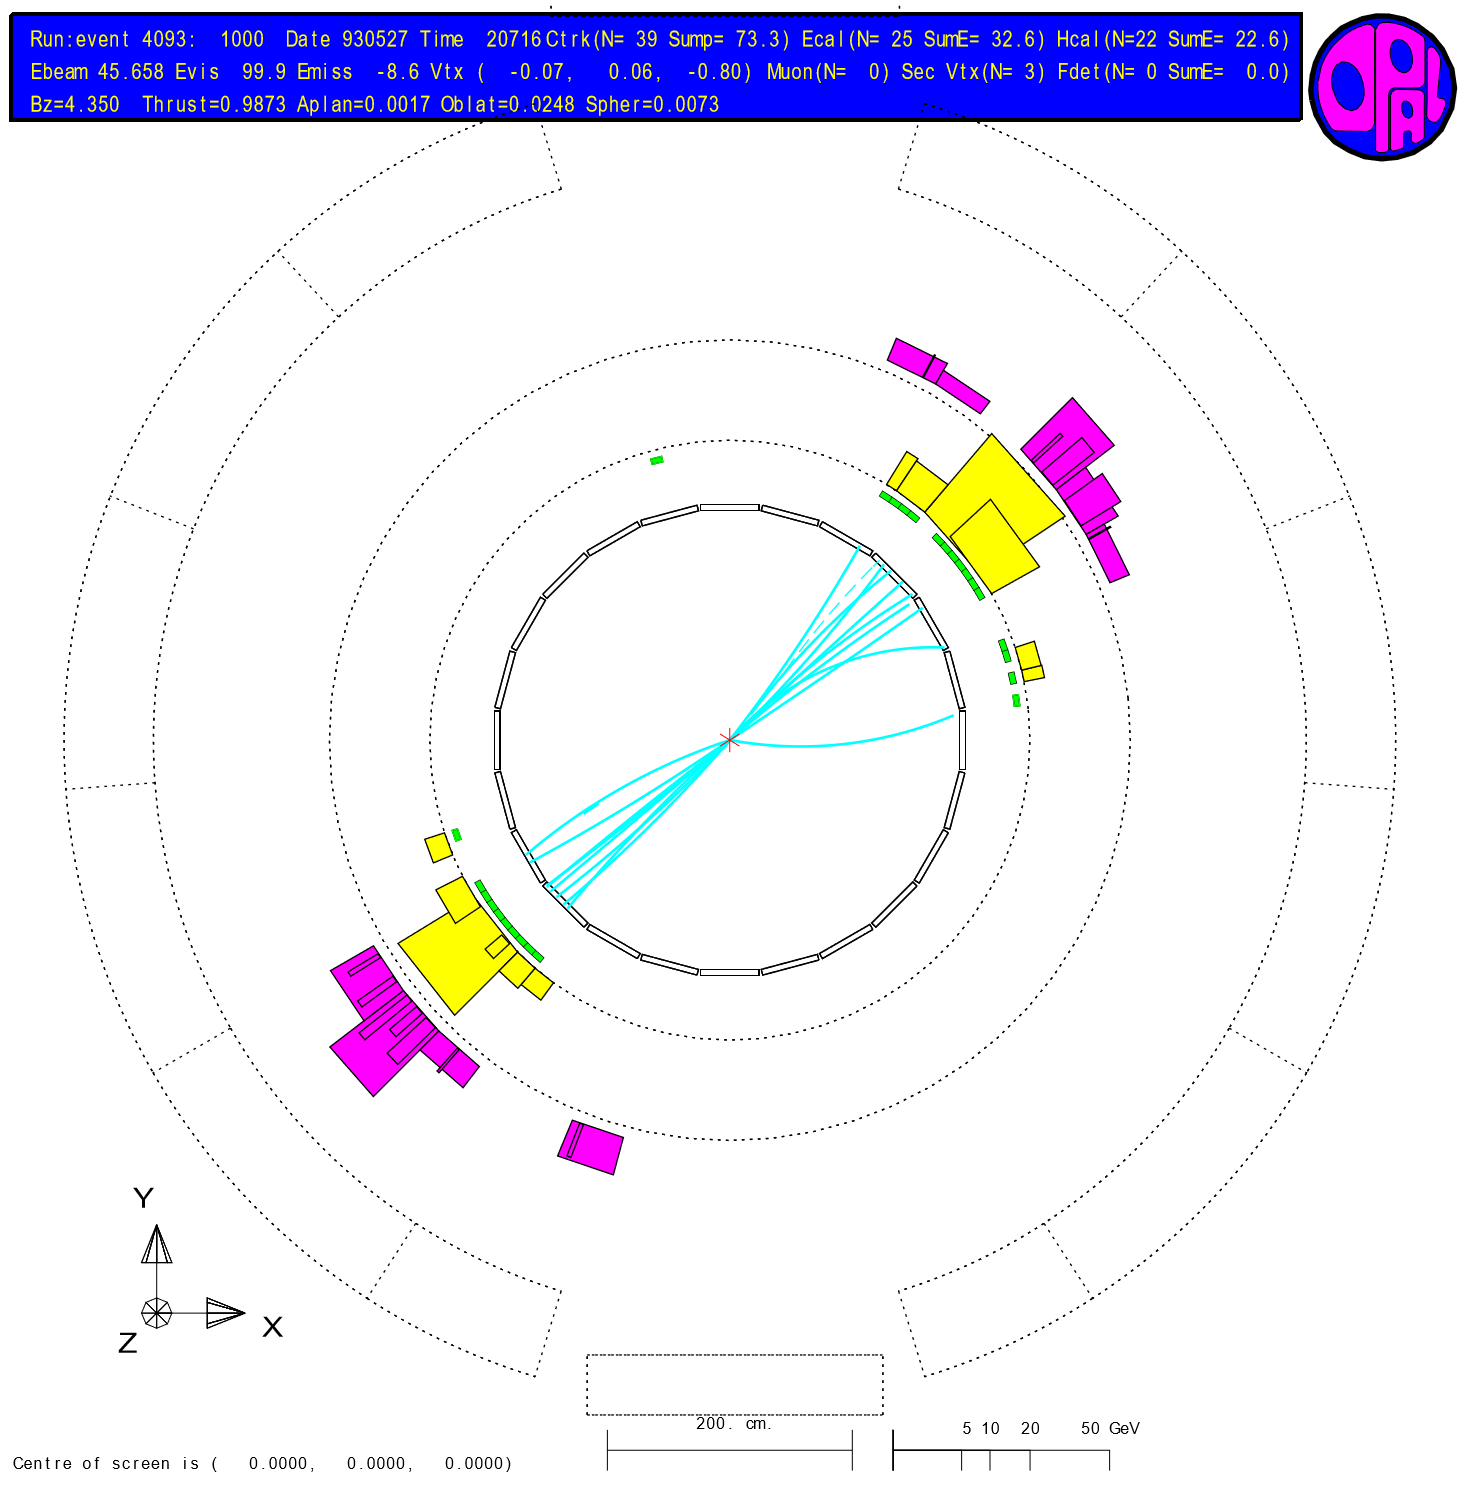 Run:event 4093: 1000 Date 930527 Time 20716 Ctrk(N= 39 Sump= 73.3) Ecal(N= 25 SumE= 32.6) Hcal(N=22 SumE= 22.6)
Ebeam 45.658 Evis 99.9 Emiss -8.6 Vtx ( -0.07, 0.06, -0.80) Muon(N= 0) Sec Vtx(N= 3) Fdet(N= 0 SumE= 0.0)
Bz=4.350 Thrust=0.9873 Aplan=0.0017 Oblat=0.0248 Spher=0.0073
OPAL
Y
X
Z
200. cm.
5 10 20 50 GeV
Centre of screen is ( 0.0000, 0.0000, 0.0000)